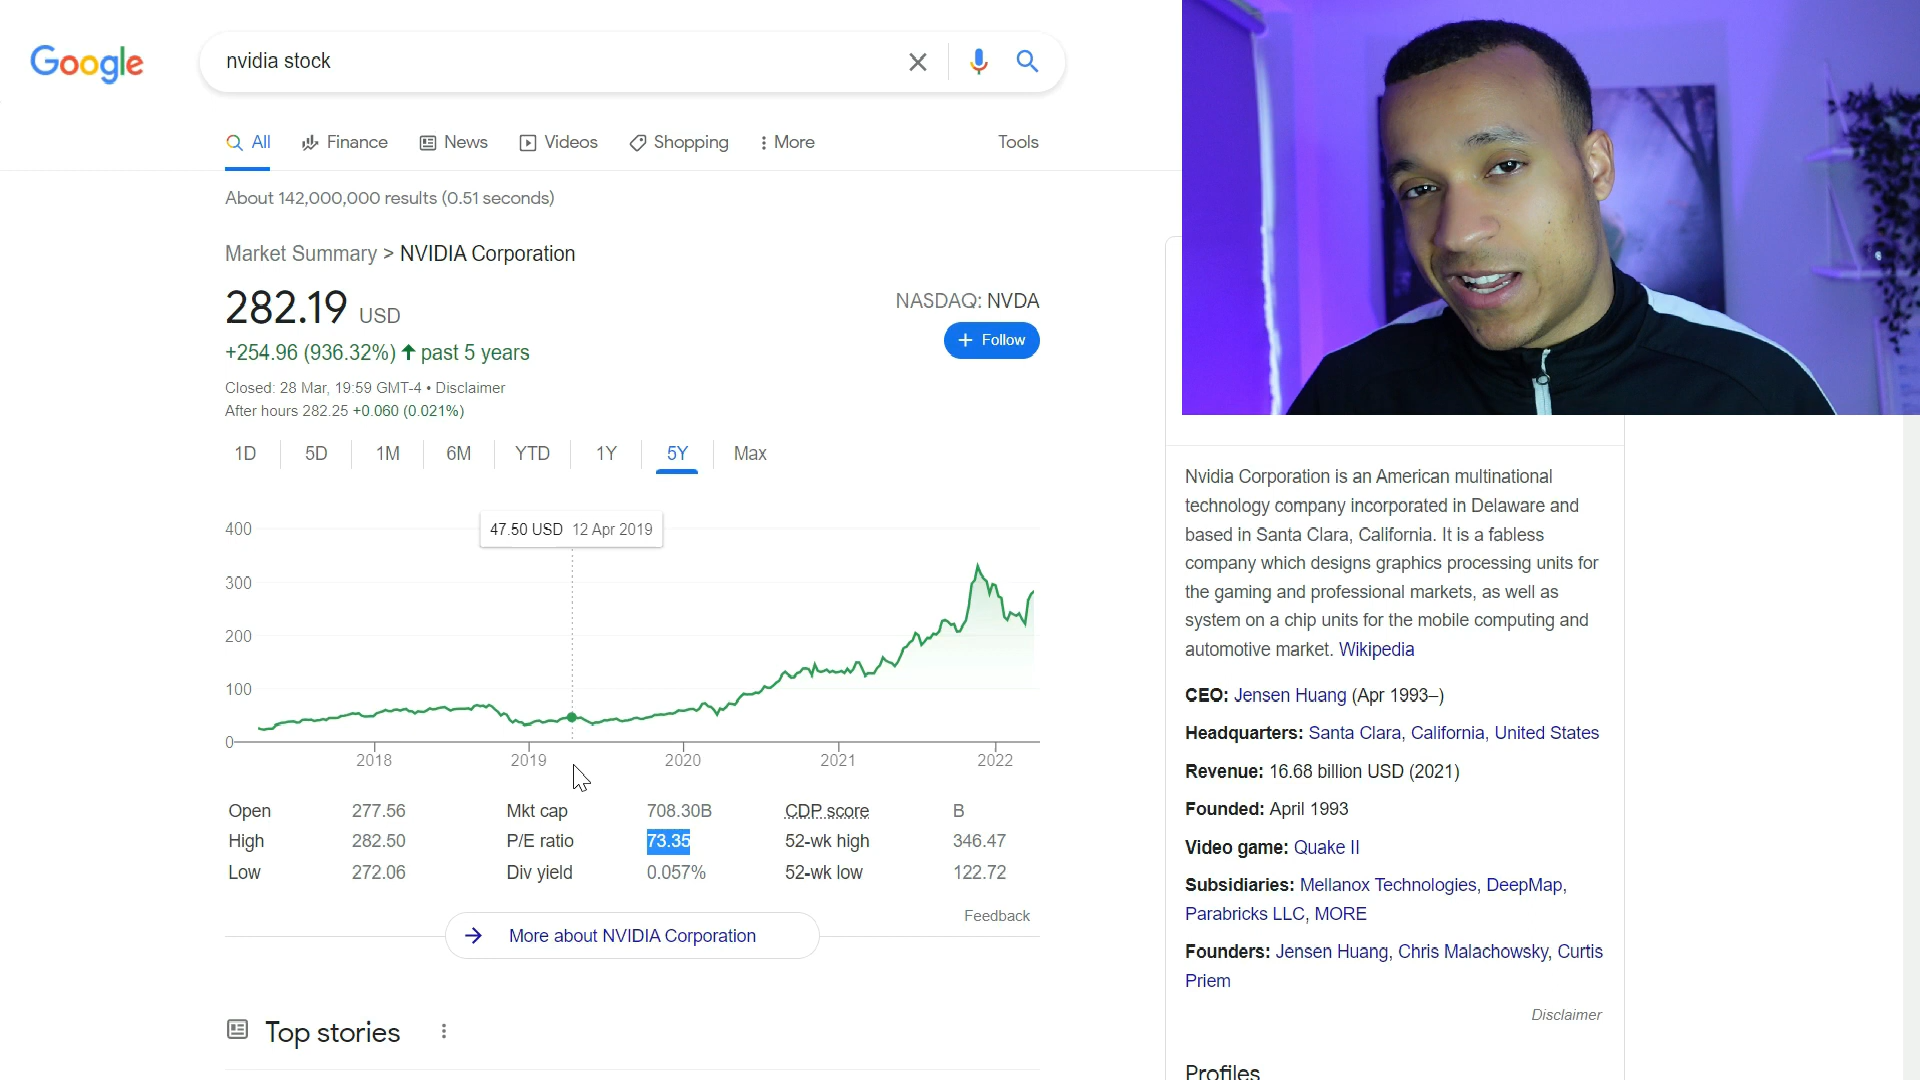 Google
nvidia stock
All
Finance
News
Videos
Shopping
More
Tools
About 142,000,000 results (0.51 seconds)
Market Summary > NVIDIA Corporation
282.19 USD
NASDAQ: NVDA
+ Follow
+254.96 (936.32%) ↑ past 5 years
Closed: 28 Mar, 19:59 GMT-4 • Disclaimer
After hours 282.25 +0.060 (0.021%)
1D 5D 1M 6M YTD 1Y 5Y Max
47.50 USD 12 Apr 2019
400
300
200
100
0
2018 2019 2020 2021 2022
Open 277.56 Mkt cap 708.30B CDP score B
High 282.50 P/E ratio 73.35 52-wk high 346.47
Low 272.06 Div yield 0.057% 52-wk low 122.72
Feedback
More about NVIDIA Corporation
Top stories
Nvidia Corporation is an American multinational
technology company incorporated in Delaware and
based in Santa Clara, California. It is a fabless
company which designs graphics processing units for
the gaming and professional markets, as well as
system on a chip units for the mobile computing and
automotive market. Wikipedia
CEO: Jensen Huang (Apr 1993–)
Headquarters: Santa Clara, California, United States
Revenue: 16.68 billion USD (2021)
Founded: April 1993
Video game: Quake II
Subsidiaries: Mellanox Technologies, DeepMap,
Parabricks LLC, MORE
Founders: Jensen Huang, Chris Malachowsky, Curtis
Priem
Disclaimer
Profiles